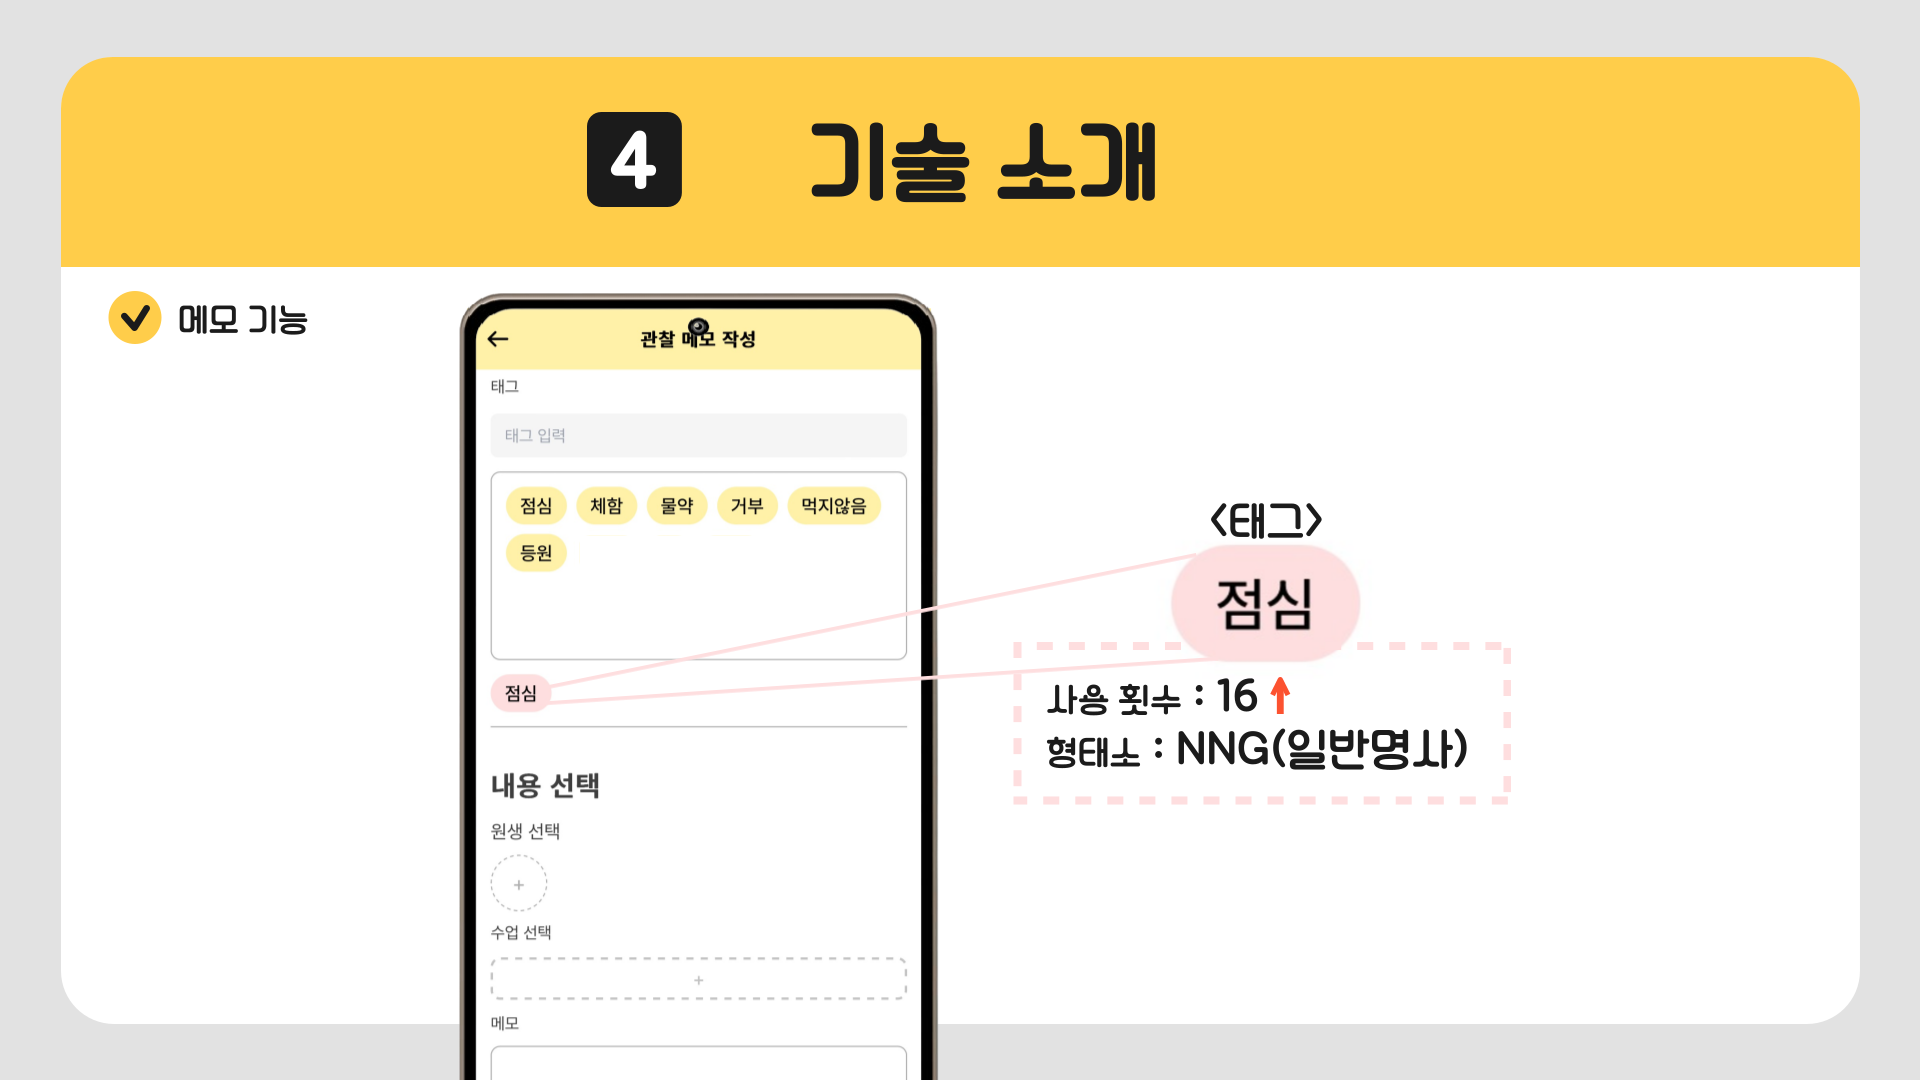 4 기술 소개
메모 기능
관찰 메모 작성
태그
태그 입력
점심 체함 물약 거부 먹지않음
등원
점심
내용 선택
원생 선택
+
수업 선택
+
메모
<태그>
점심
사용 횟수 : 16
형태소 : NNG(일반명사)